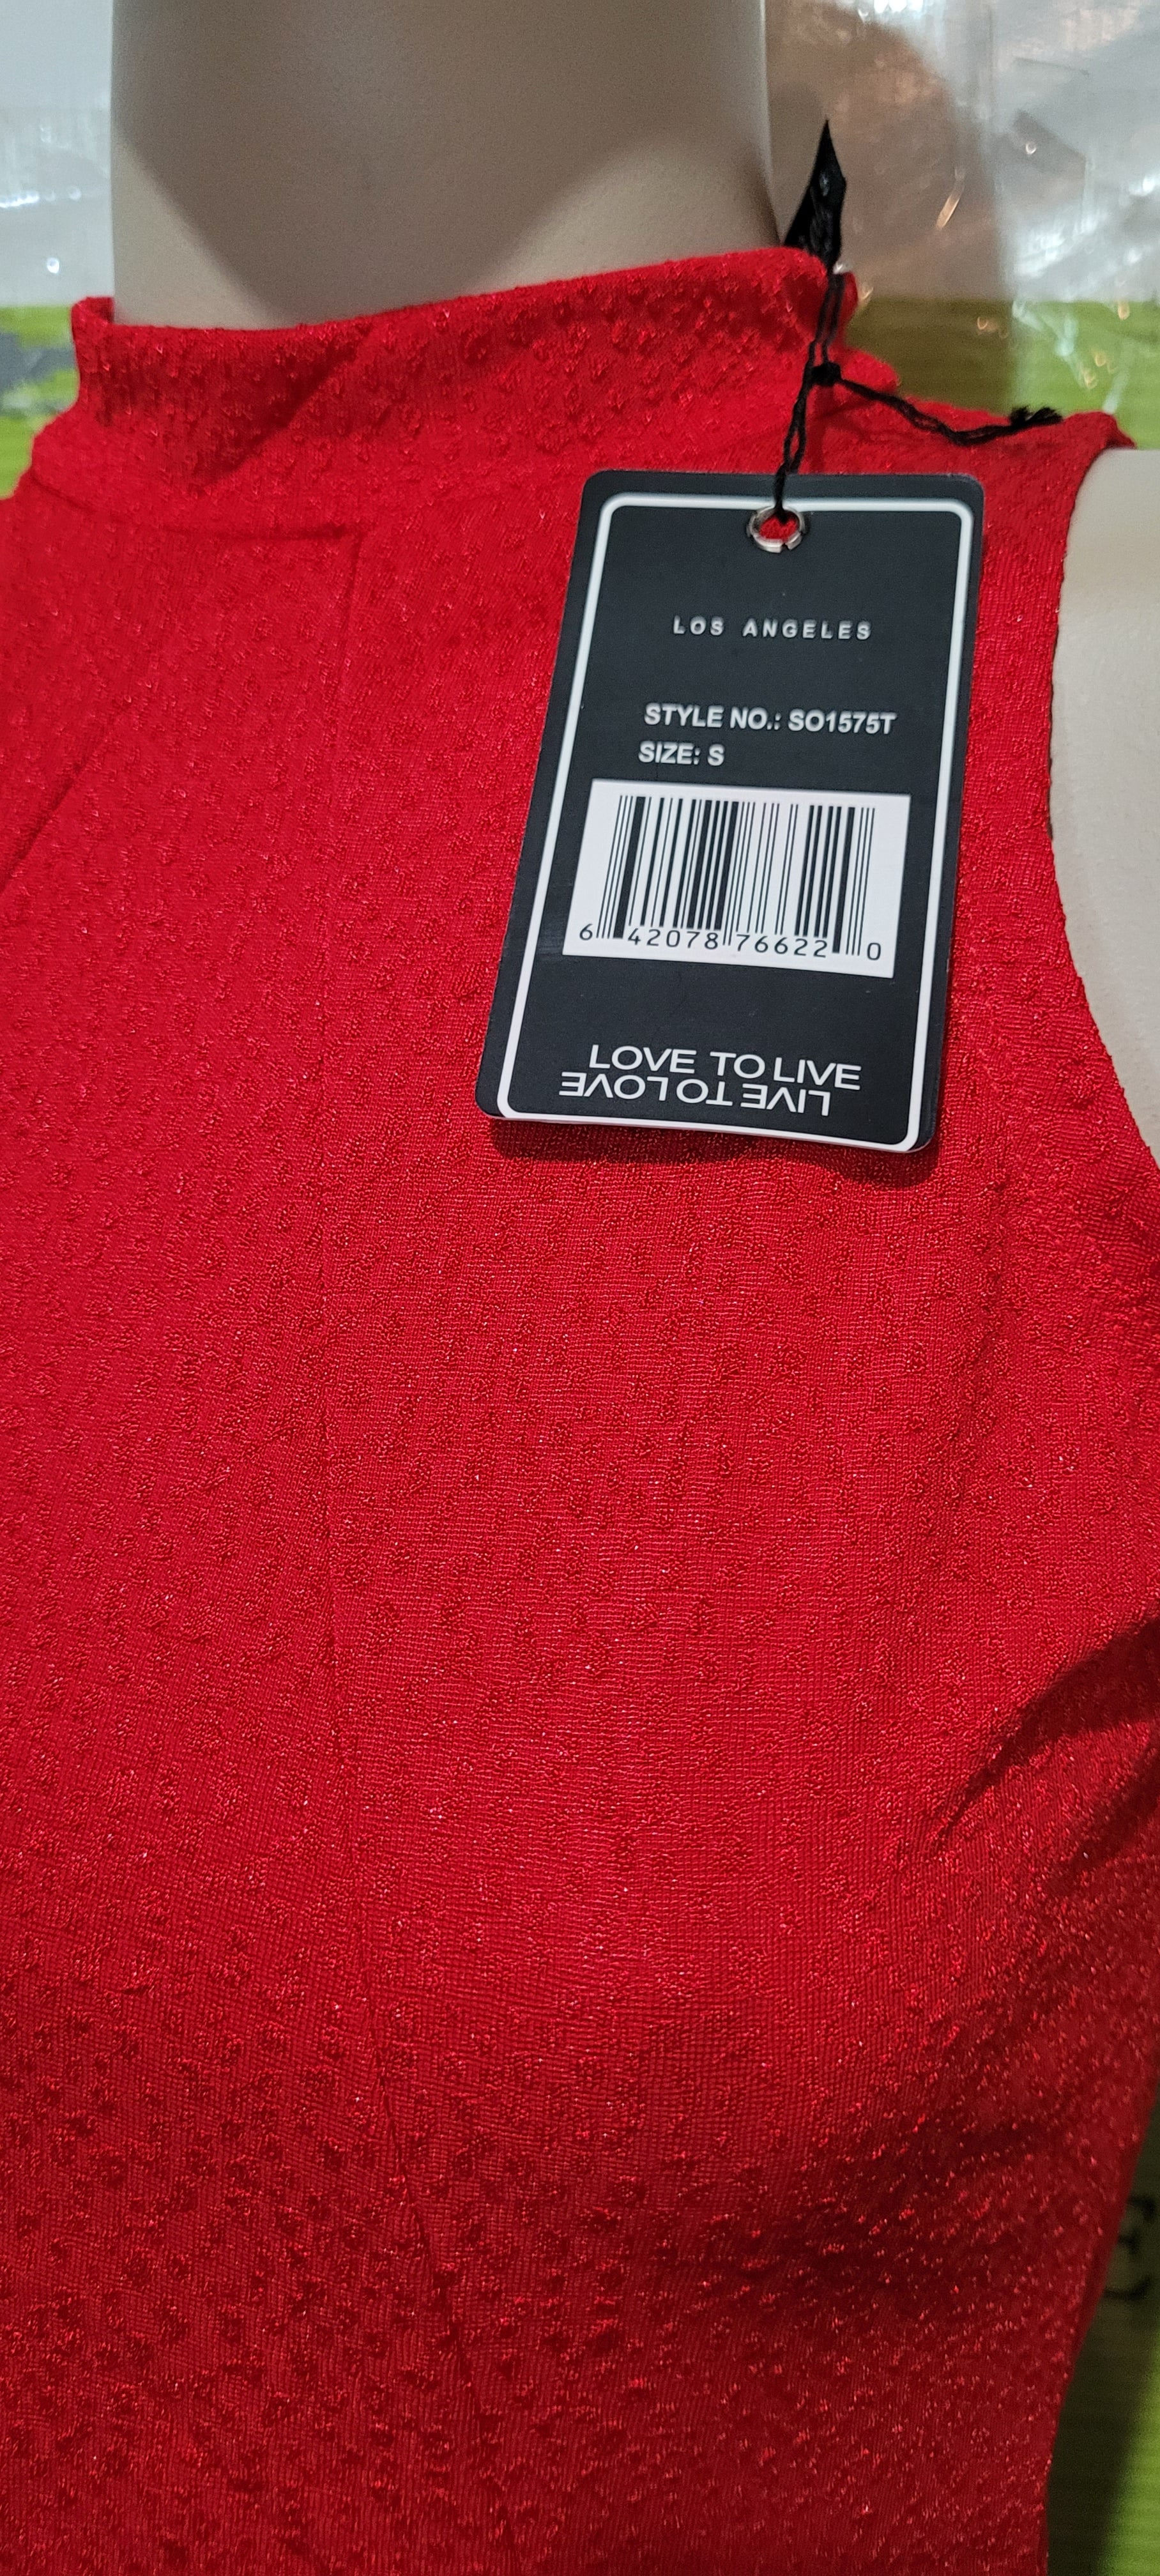 LOS ANGELES
STYLE NO.: SO1575T
SIZE: S
6 42078 76622 0
LOVE TO LIVE
LIVE TO LOVE